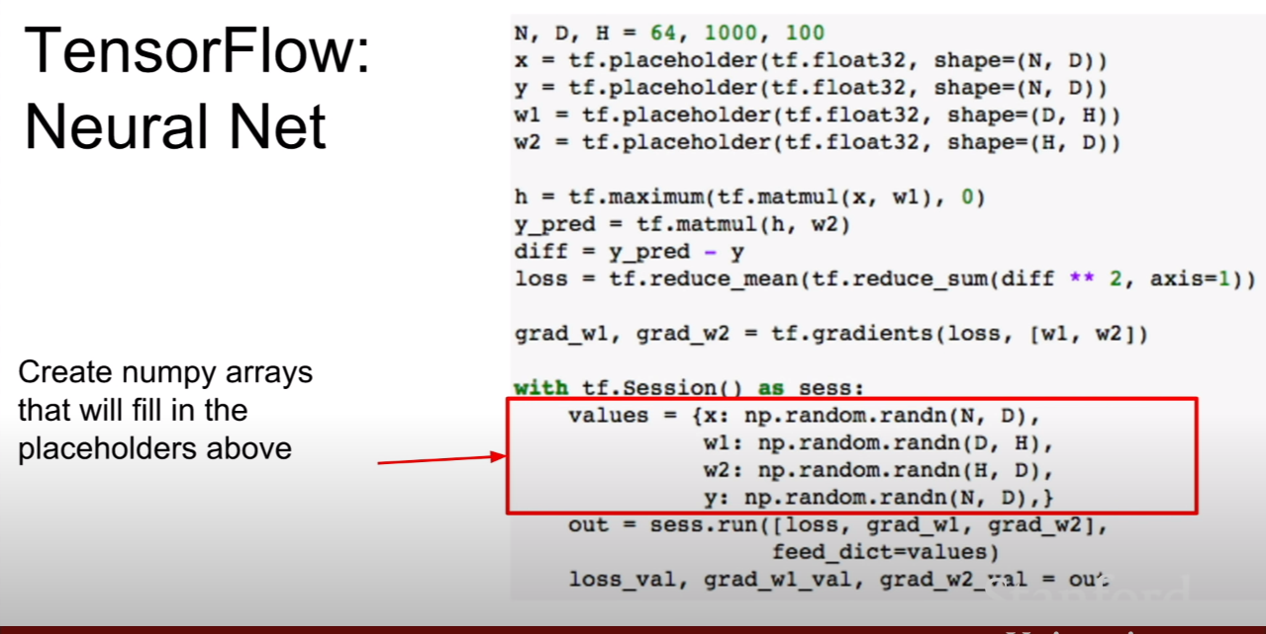 TensorFlow:
Neural Net
Create numpy arrays
that will fill in the
placeholders above
N, D, H = 64, 1000, 100
x = tf.placeholder(tf.float32, shape=(N, D))
y = tf.placeholder(tf.float32, shape=(N, D))
w1 = tf.placeholder(tf.float32, shape=(D, H))
w2 = tf.placeholder(tf.float32, shape=(H, D))
h = tf.maximum(tf.matmul(x, w1), 0)
y_pred = tf.matmul(h, w2)
diff = y_pred - y
loss = tf.reduce_mean(tf.reduce_sum(diff ** 2, axis=1))
grad_w1, grad_w2 = tf.gradients(loss, [w1, w2])
with tf.Session() as sess:
values = {x: np.random.randn(N, D),
w1: np.random.randn(D, H),
w2: np.random.randn(H, D),
y: np.random.randn(N, D),}
out = sess.run([loss, grad_w1, grad_w2],
feed_dict=values)
loss_val, grad_w1_val, grad_w2_val = out
Stanford